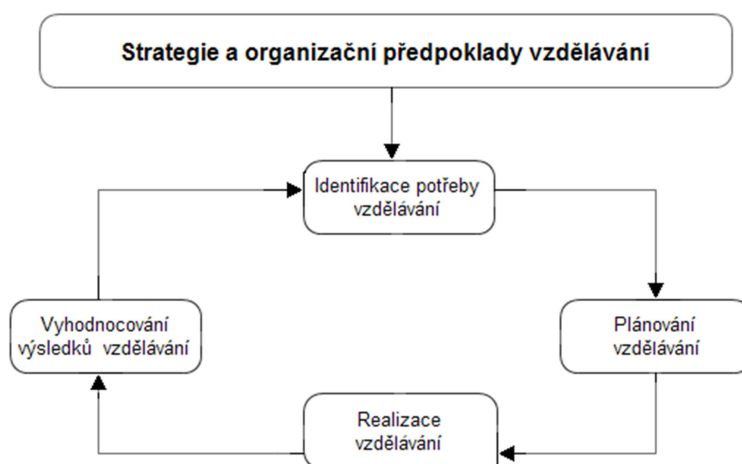 Strategie a organizační předpoklady vzdělávání
Identifikace potřeby
vzdělávání
Vyhodnocování
výsledků vzdělávání
Plánování
vzdělávání
Realizace
vzdělávání